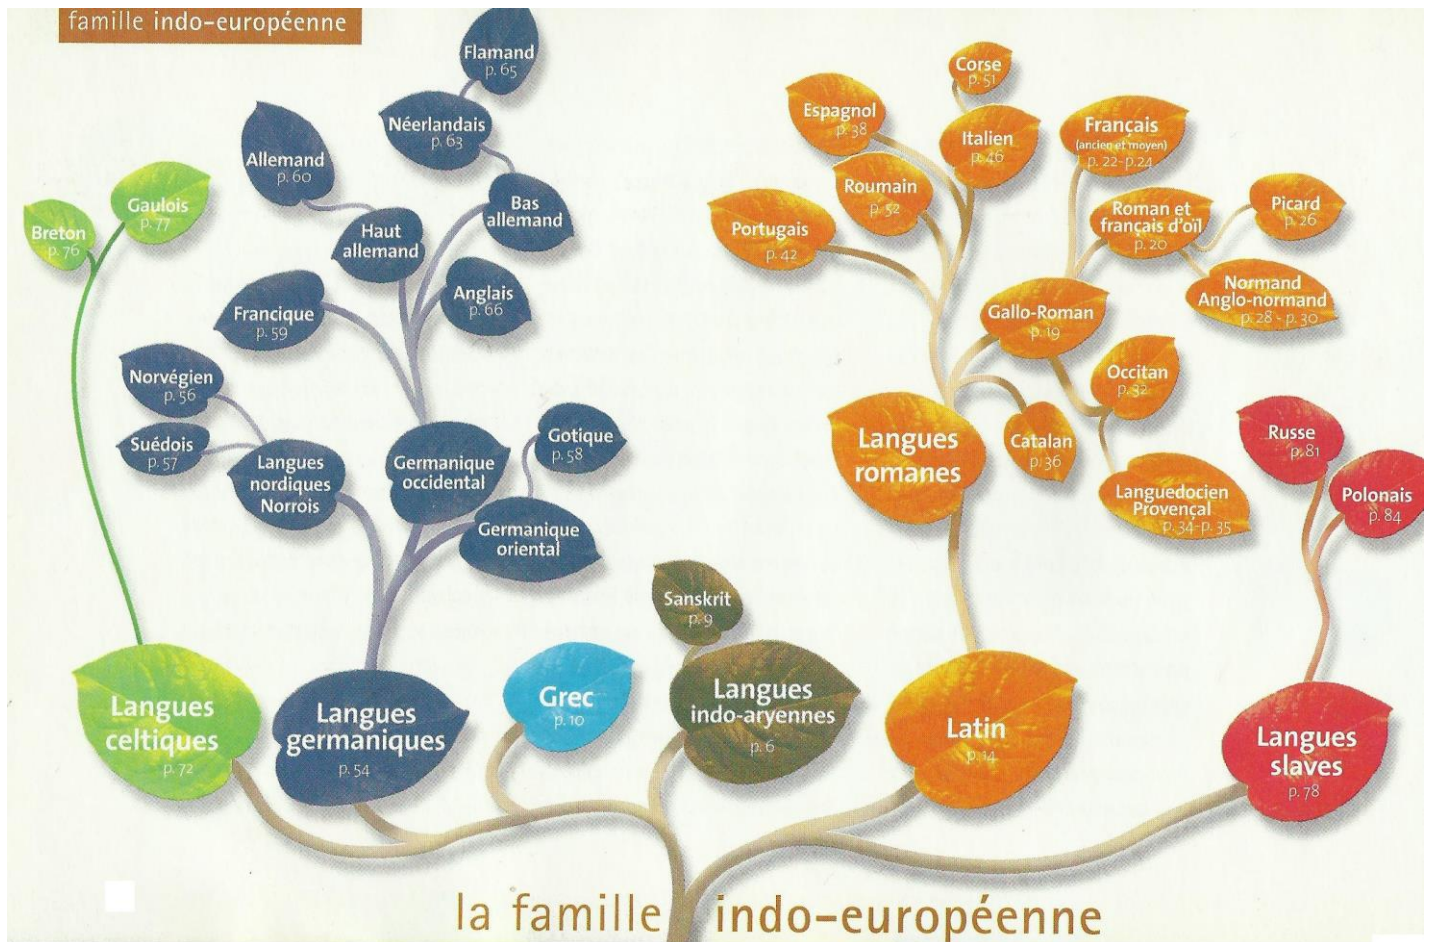 famille indo-européenne
Flamand
p. 65
Néerlandais
p. 63
Allemand
p. 60
Bas
allemand
Haut
allemand
Anglais
p. 66
Francique
p. 59
Gaulois
p. 77
Breton
p. 76
Norvégien
p. 56
Suédois
p. 57
Langues
nordiques
Norrois
Germanique
occidental
Gotique
p. 58
Germanique
oriental
Corse
p. 51
Espagnol
p. 38
Italien
p. 46
Français
(ancien et moyen)
p. 22-p.24
Roumain
p. 52
Portugais
p. 42
Roman et
français d'oïl
p. 20
Picard
p. 26
Normand
Anglo-normand
p. 28 - p. 30
Gallo-Roman
p. 19
Occitan
p. 32
Langues
romanes
Catalan
p. 36
Languedocien
Provençal
p. 34-p. 35
Russe
p. 81
Polonais
p. 84
Sanskrit
p. 9
Langues
celtiques
p. 72
Langues
germaniques
p. 54
Grec
p. 10
Langues
indo-aryennes
p. 6
Latin
p. 14
Langues
slaves
p. 78
la famille indo-européenne